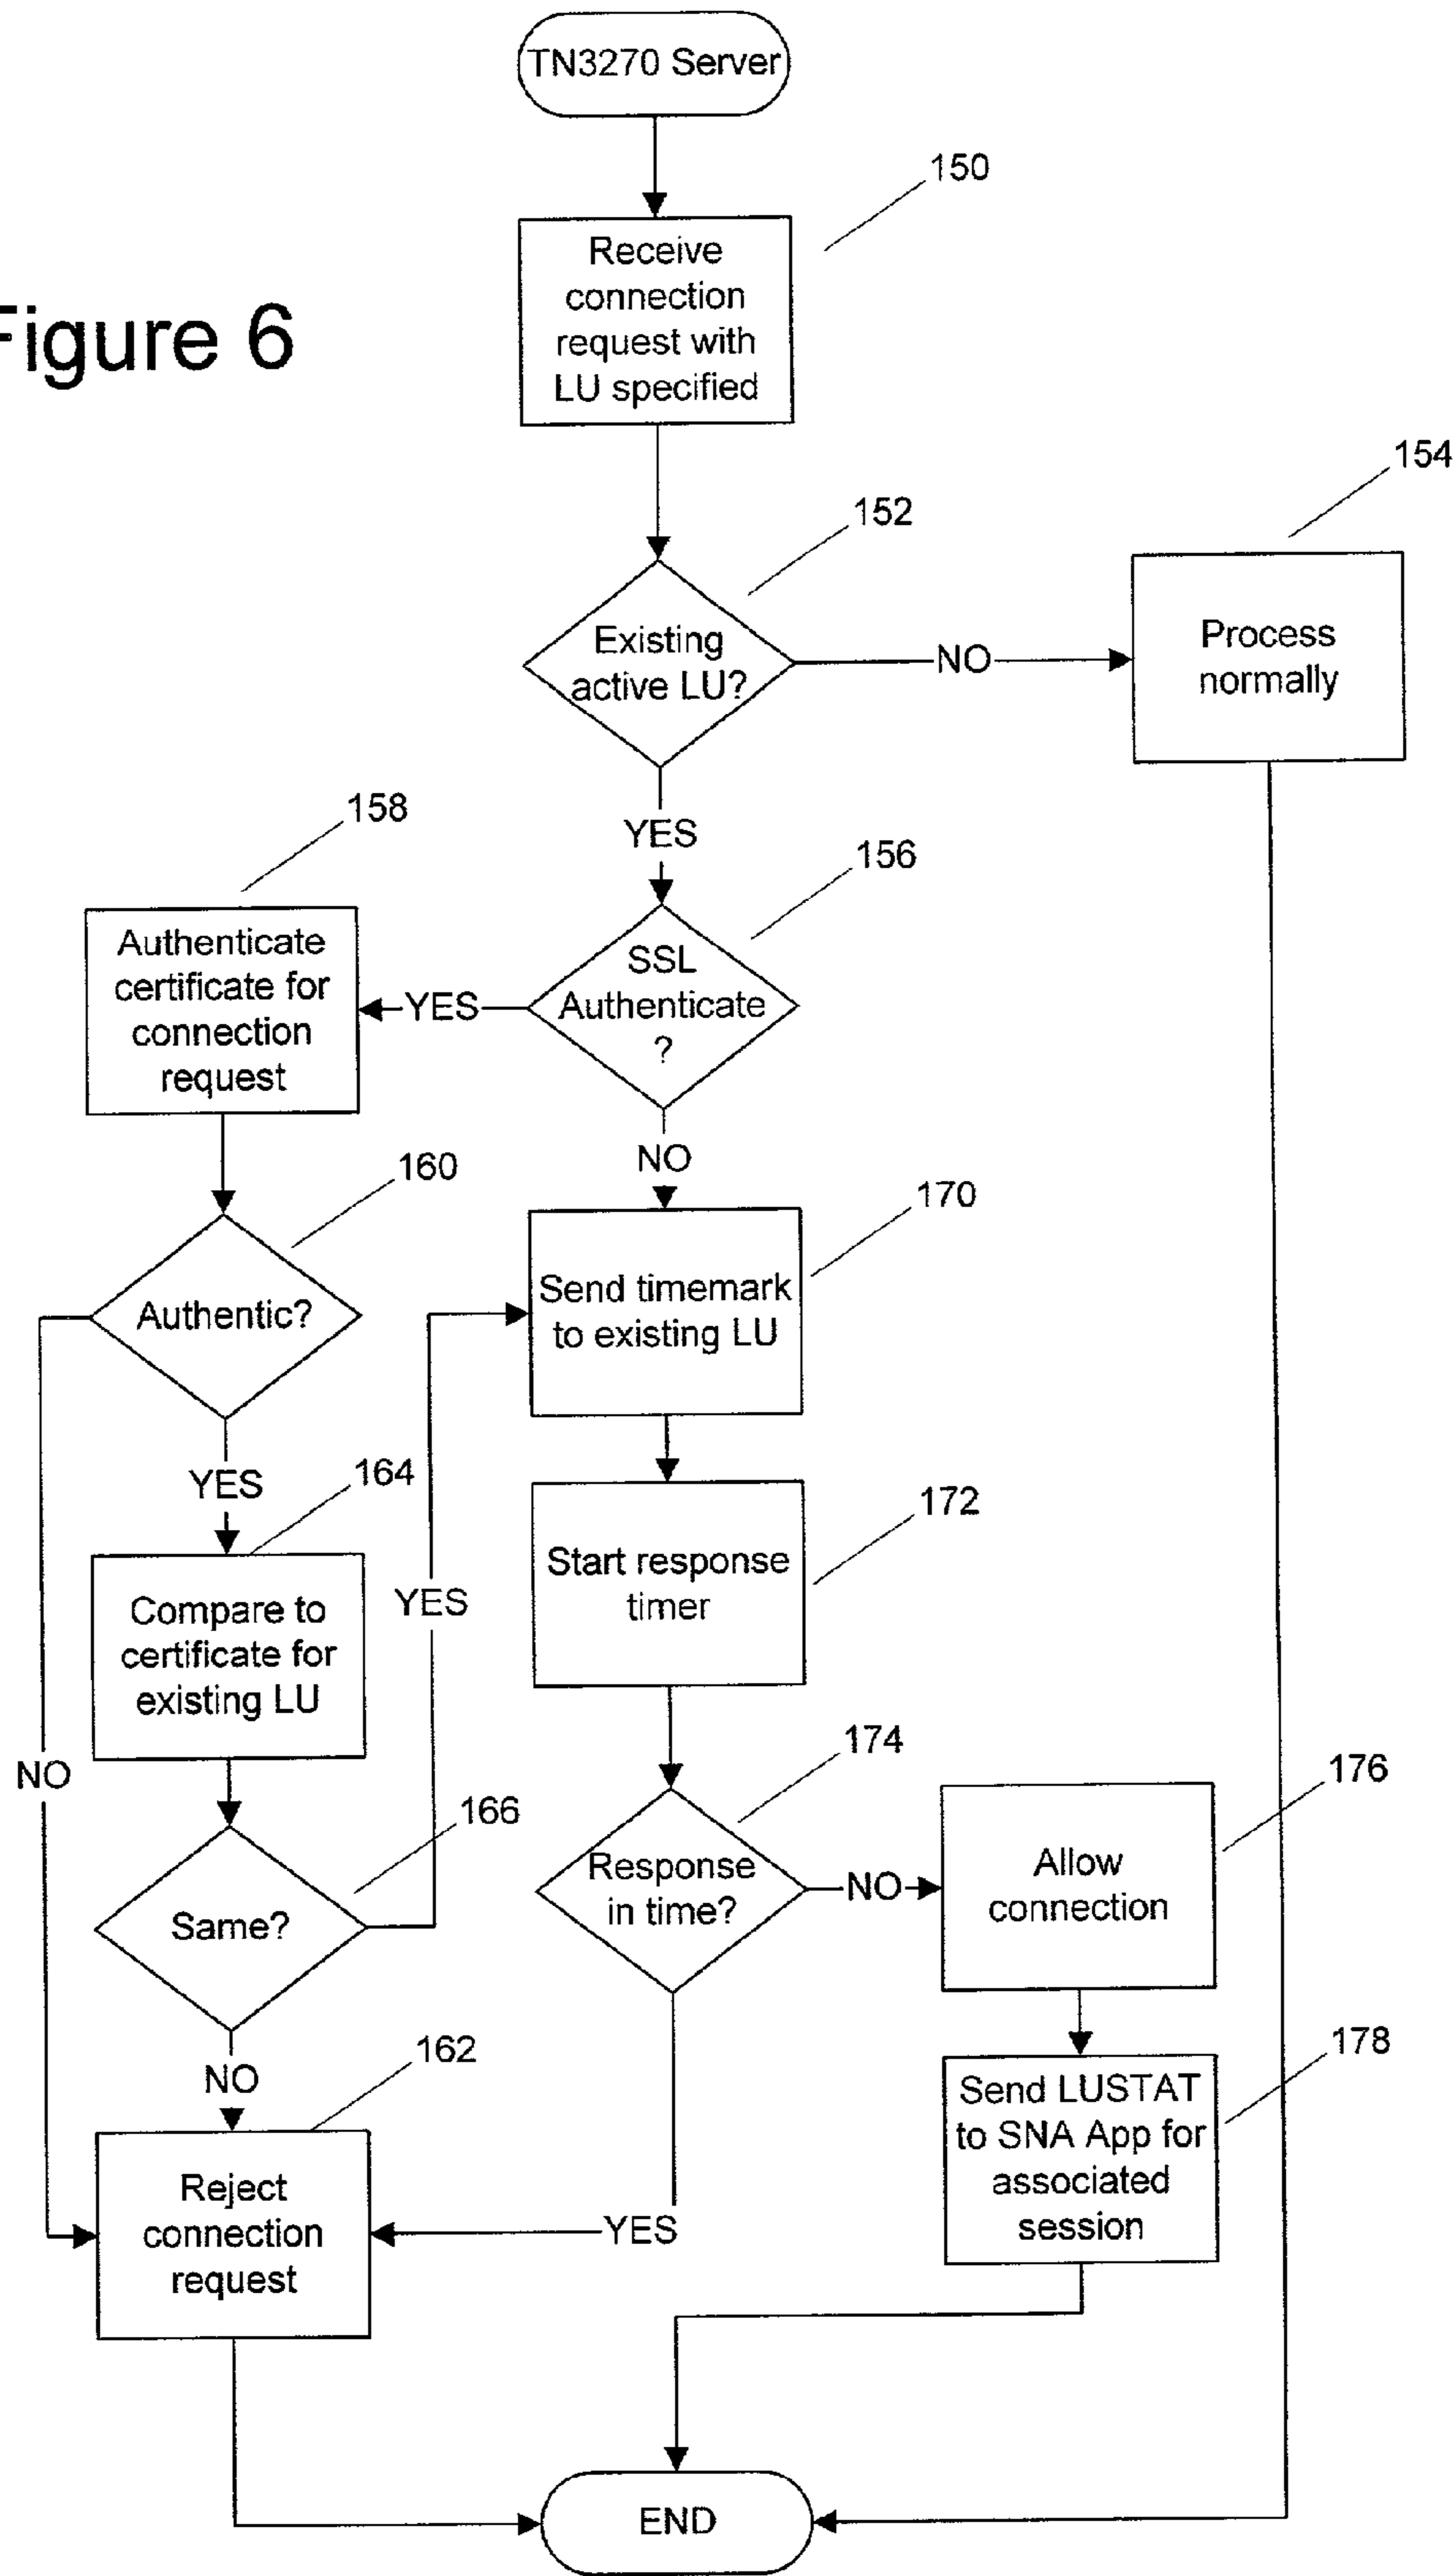 TN3270 Server
150
Receive
connection
request with
LU specified
Figure 6
154
152
Existing
active LU?
NO
Process
normally
YES
158
156
Authenticate
certificate for
connection
request
YES
SSL
Authenticate
?
NO
160
170
Authentic?
Send timemark
to existing LU
YES
164
172
Start response
timer
YES
Compare to
certificate for
existing LU
NO
174
176
166
Response
in time?
NO
Allow
connection
Same?
178
162
NO
Send LUSTAT
to SNA App for
associated
session
Reject
connection
request
YES
END